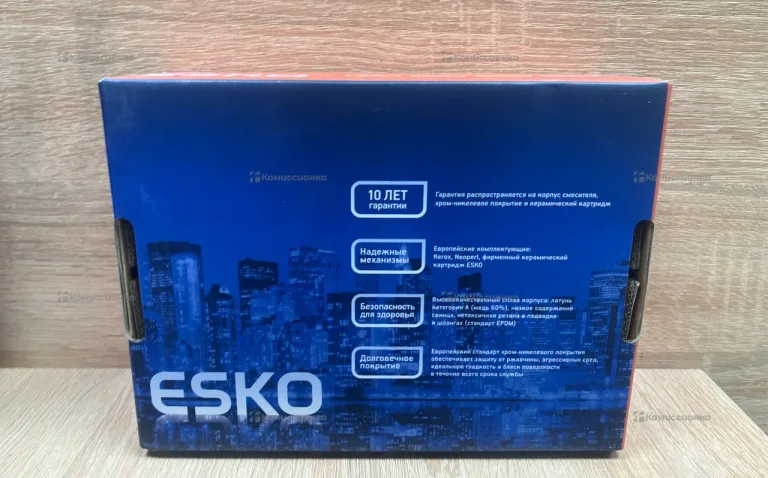 Комиссионка
Комиссионка
Комиссионка
Комиссионка
10 ЛЕТ
гарантии
Гарантия распространяется на корпус смесителя,
хром-никелевое покрытие и керамический картридж
Надежные
механизмы
Европейские комплектующие:
Kerox, Neoperl, фирменный керамический
картридж ESKO
Комиссионка
Комиссионка
Комиссионка
Безопасность
для здоровья
Высококачественный сплав корпуса: латунь
категории А (медь 60%), низкое содержание
свинца, нетоксичная резина в подводке
и шлангах (стандарт EPDM)
Долговечное
покрытие
Европейский стандарт хром-никелевого покрытия
обеспечивает защиту от ржавчины, агрессивных сред,
идеальную гладкость и блеск поверхности
в течение всего срока службы
ESKO
Комиссионка
Комиссионка